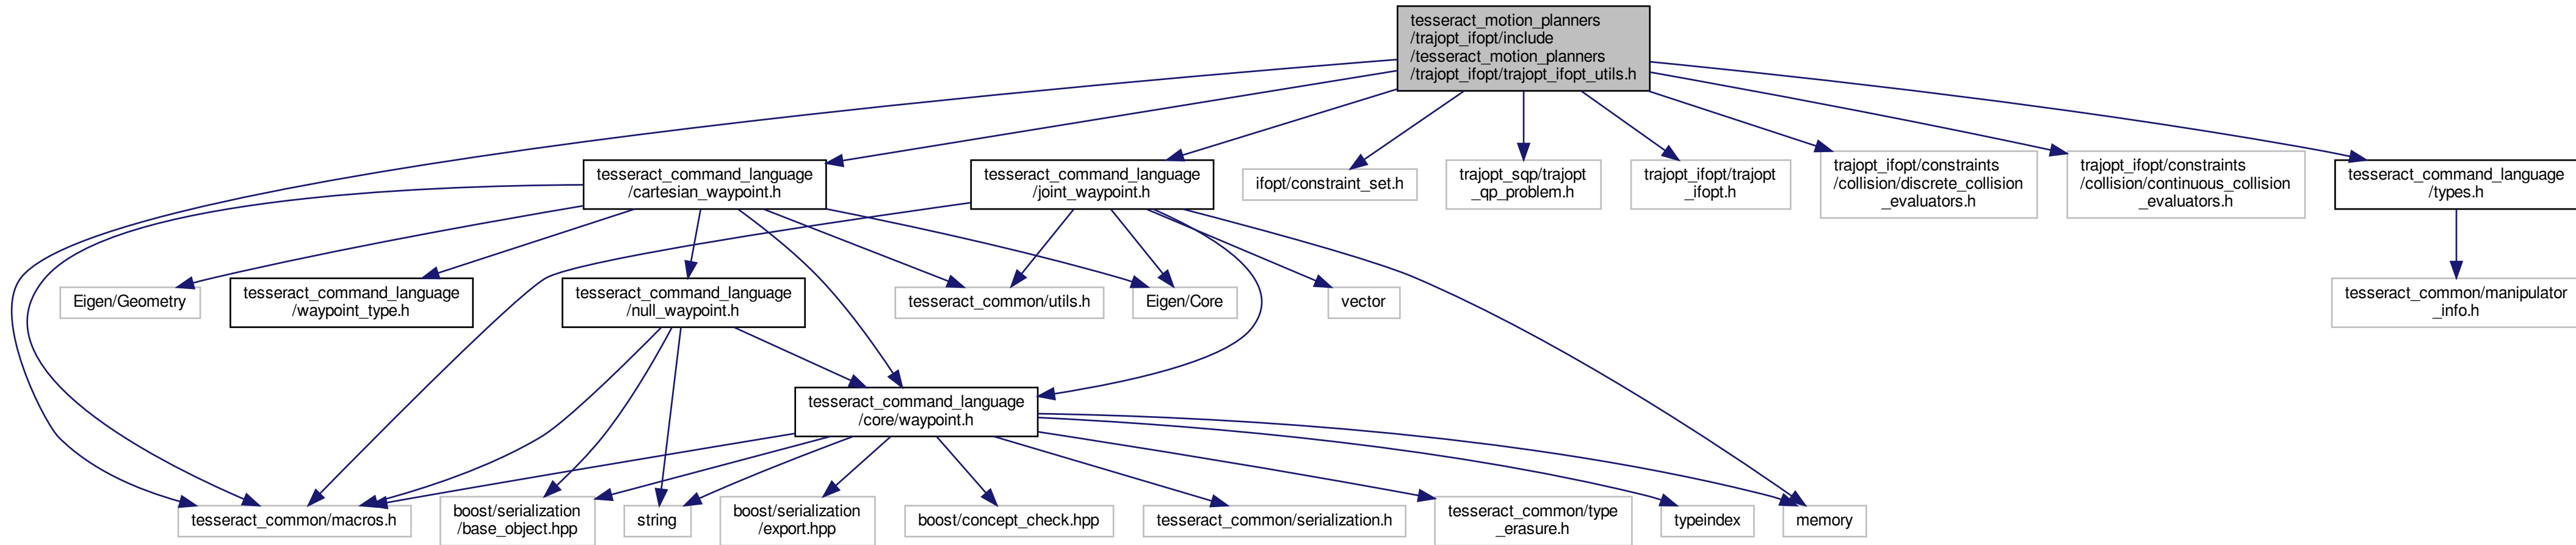 tesseract_motion_planners
/trajopt_ifopt/include
/tesseract_motion_planners
/trajopt_ifopt/trajopt_ifopt_utils.h
tesseract_command_language
/cartesian_waypoint.h
tesseract_command_language
/joint_waypoint.h
ifopt/constraint_set.h
trajopt_sqp/trajopt
_qp_problem.h
trajopt_ifopt/trajopt
_ifopt.h
trajopt_ifopt/constraints
/collision/discrete_collision
_evaluators.h
trajopt_ifopt/constraints
/collision/continuous_collision
_evaluators.h
tesseract_command_language
/types.h
Eigen/Geometry
tesseract_command_language
/waypoint_type.h
tesseract_command_language
/null_waypoint.h
tesseract_common/utils.h
Eigen/Core
vector
tesseract_common/manipulator
_info.h
tesseract_command_language
/core/waypoint.h
tesseract_common/macros.h
boost/serialization
/base_object.hpp
string
boost/serialization
/export.hpp
boost/concept_check.hpp
tesseract_common/serialization.h
tesseract_common/type
_erasure.h
typeindex
memory